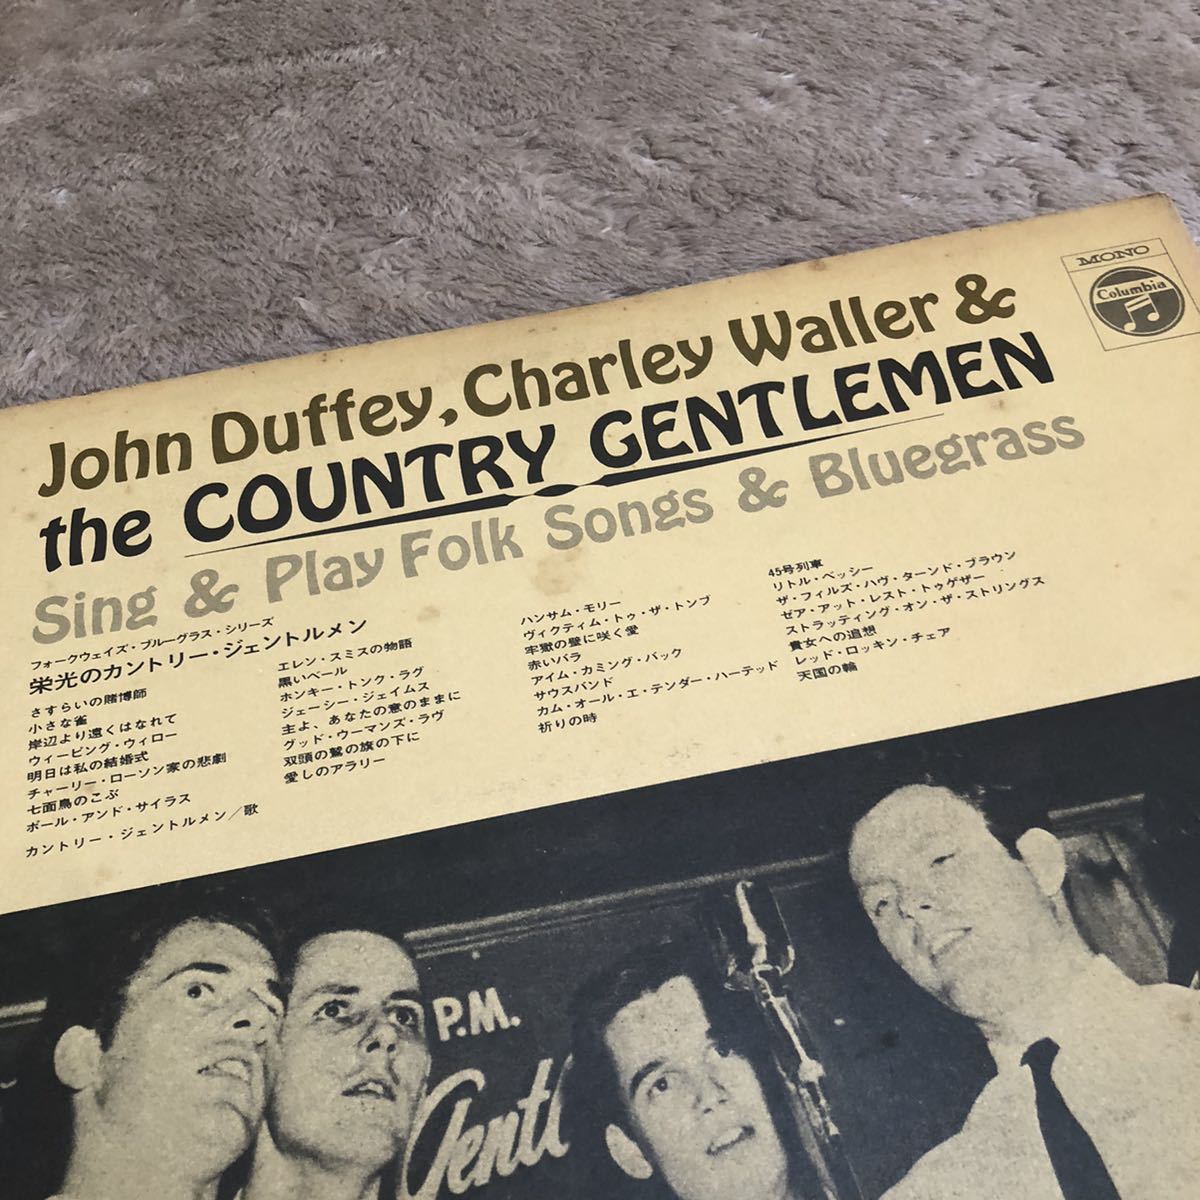 MONO
Columbia
John Duffey, Charley Waller &
the COUNTRY GENTLEMEN
Sing & Play Folk Songs & Bluegrass
フォークウェイズ・ブルーグラス・シリーズ
栄光のカントリー・ジェントルメン
さすらいの賭博師
小さな雀
岸辺より遠くはなれて
ウィーピング・ウィロー
明日は私の結婚式
チャーリー・ローソン家の悲劇
七面鳥のこぶ
ポール・アンド・サイラス
カントリー・ジェントルメン/歌
エレン・スミスの物語
黒いベール
ホンキー・トンク・ラグ
ジェーシー・ジェイムス
主よ、あなたの意のままに
グッド・ウーマンズ・ラヴ
双頭の鷲の旗の下に
愛しのアラリー
ハンサム・モリー
ヴィクティム・トゥ・ザ・トンブ
牢獄の壁に咲く愛
赤いバラ
アイム・カミング・バック
サウスバンド
カム・オール・エ・テンダー・ハーテッド
祈りの時
45号列車
リトル・ベッシー
ザ・フィルズ・ハヴ・ターンド・ブラウン
ゼア・アット・レスト・トゥゲザー
ストラッティング・オン・ザ・ストリングス
貴女への追想
レッド・ロッキン・チェア
天国の輪
P.M.
Gentl